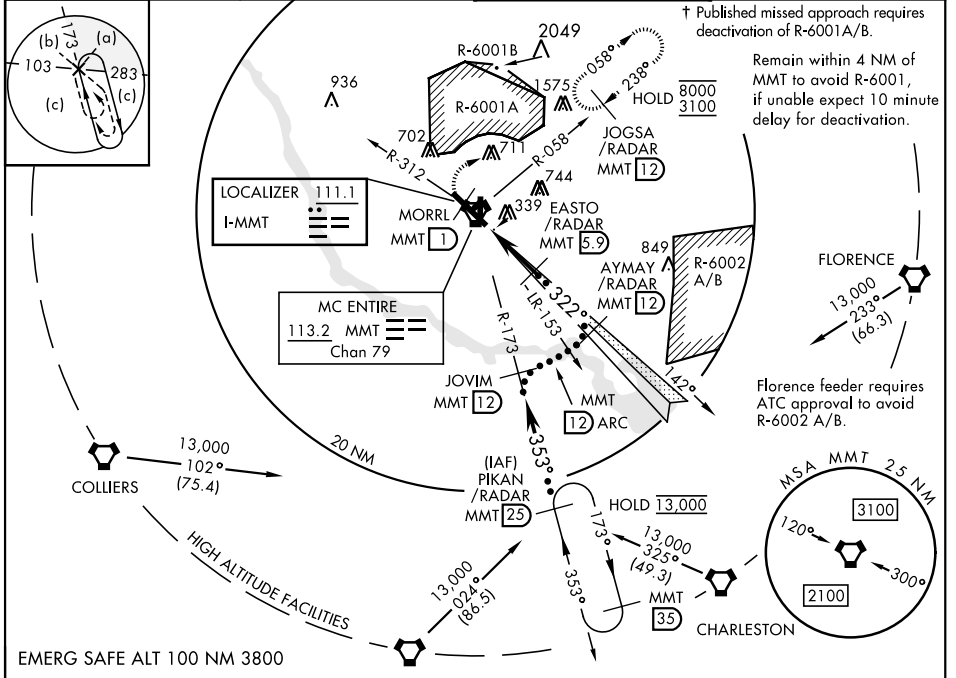 173
(b)
(a)
103
283
(c)
(c)
† Published missed approach requires
deactivation of R-6001A/B.
Remain within 4 NM of
MMT to avoid R-6001,
if unable expect 10 minute
delay for deactivation.
2049
R-6001B
058°
238°
936
1575
R-6001A
HOLD 8000
3100
702
711
JOGSA
/RADAR
MMT 12
R-312
R-058
744
LOCALIZER 111.1
I-MMT
MORRL
MMT 1
339
EASTO
/RADAR
MMT 5.9
849
R-6002
A/B
FLORENCE
AYMAY
/RADAR
MMT 12
MC ENTIRE
113.2 MMT
Chan 79
322°
LR-153
R-173
13,000
233°
(66.3)
JOVIM
MMT 12
MMT
12 ARC
142°
Florence feeder requires
ATC approval to avoid
R-6002 A/B.
353°
20 NM
13,000
102°
(75.4)
COLLIERS
(IAF)
PIKAN
/RADAR
MMT 25
HOLD 13,000
MSA MMT 25 NM
3100
120°
300°
2100
173°
353°
13,000
325°
(49.3)
HIGH ALTITUDE FACILITIES
13,000
024°
(86.5)
MMT
35
CHARLESTON
EMERG SAFE ALT 100 NM 3800